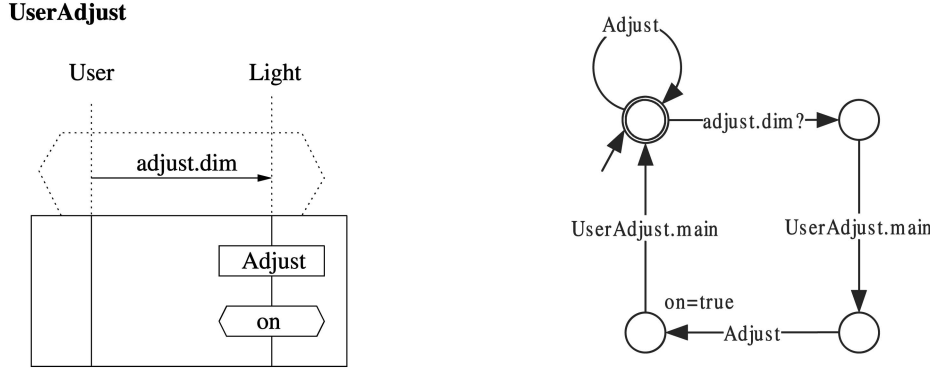 UserAdjust
User
Light
adjust.dim
Adjust
on
Adjust
adjust.dim?
UserAdjust.main
UserAdjust.main
on=true
Adjust